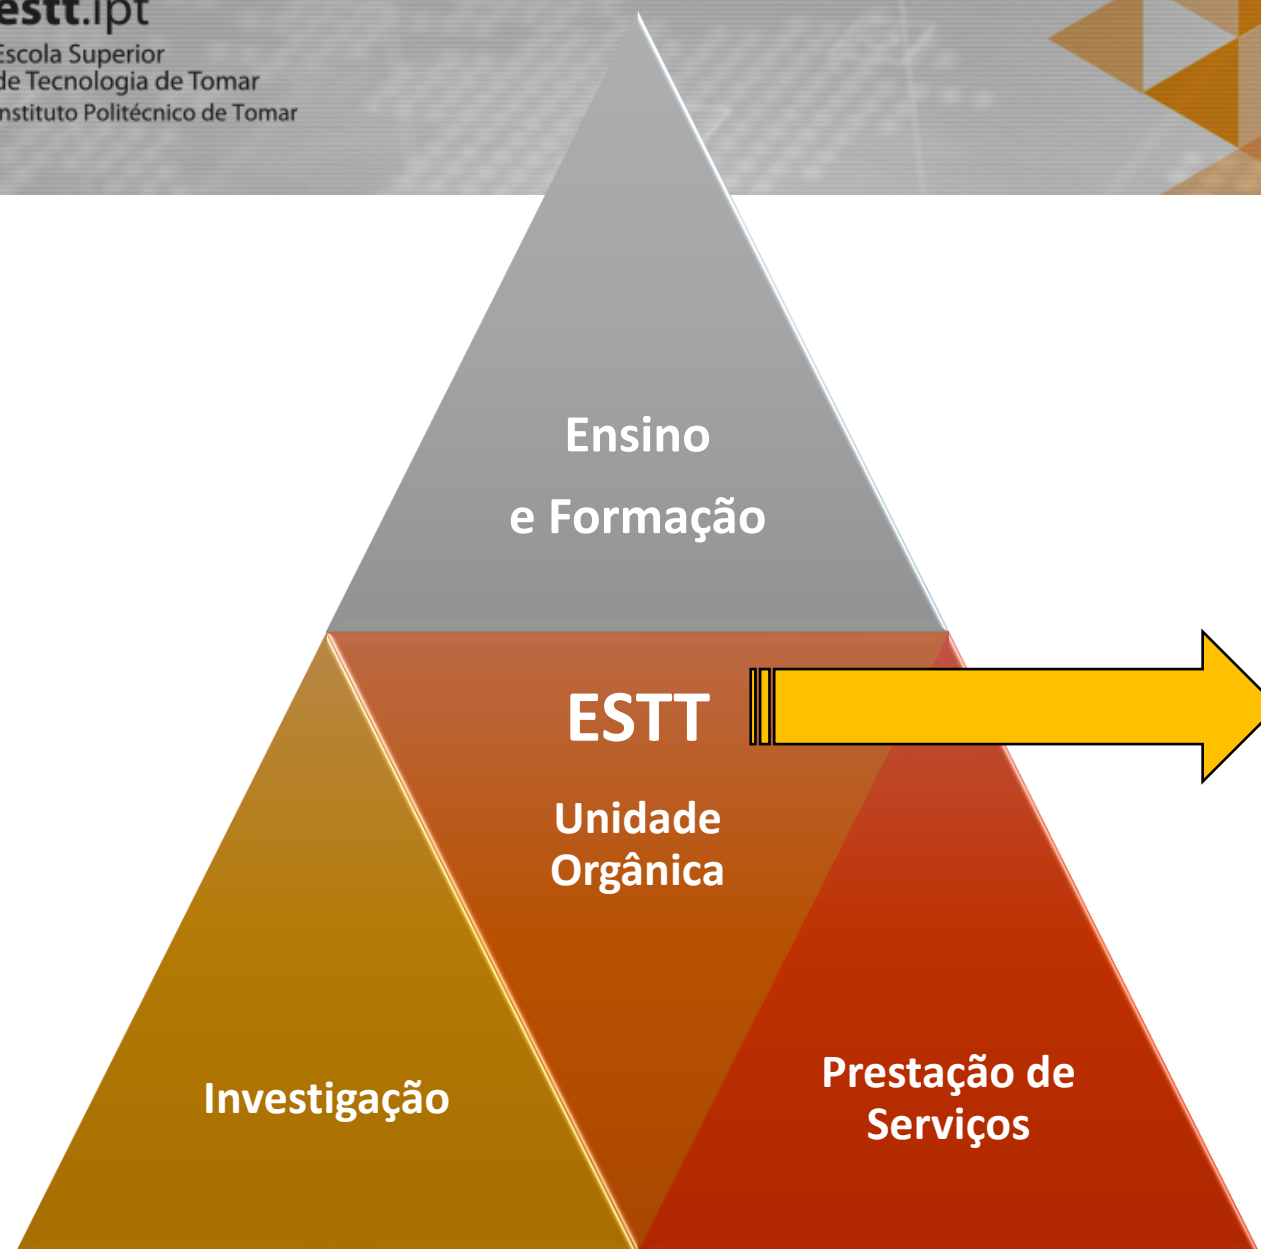 estt.ipt
Escola Superior
de Tecnologia de Tomar
Instituto Politécnico de Tomar
Ensino
e Formação
ESTT
Unidade
Orgânica
Investigação
Prestação de
Serviços